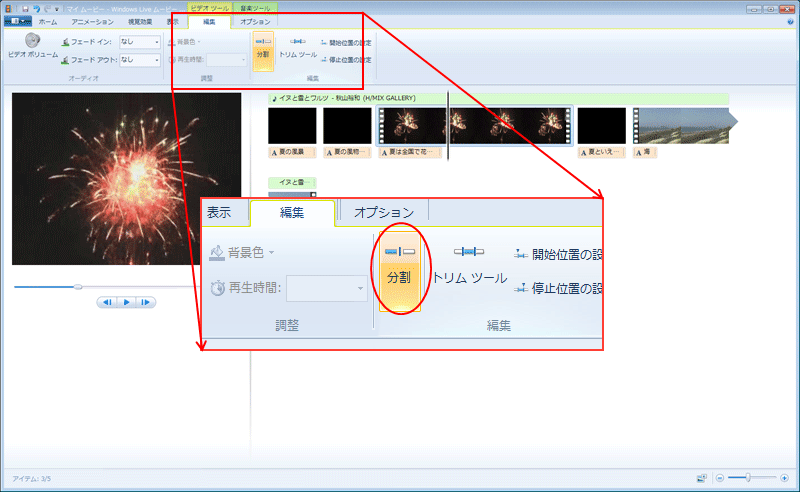 マイ ムービー - Windows Live ムービー
ビデオ ツール
音楽ツール
ホーム
アニメーション
視覚効果
表示
編集
オプション
ビデオ ボリューム
フェード イン:
なし
フェード アウト:
なし
オーディオ
背景色
再生時間:
調整
分割
トリム ツール
開始位置の設定
停止位置の設定
編集
イヌと雪とワルツ - 秋山裕和 (H/MIX GALLERY)
A 夏の風景
A 夏の風物…
A 夏は全国で花…
A 夏といえ…
A 海
イヌと雪…
表示
編集
オプション
背景色
再生時間:
調整
分割
トリム ツール
開始位置の設
停止位置の設
編集
アイテム: 3/5